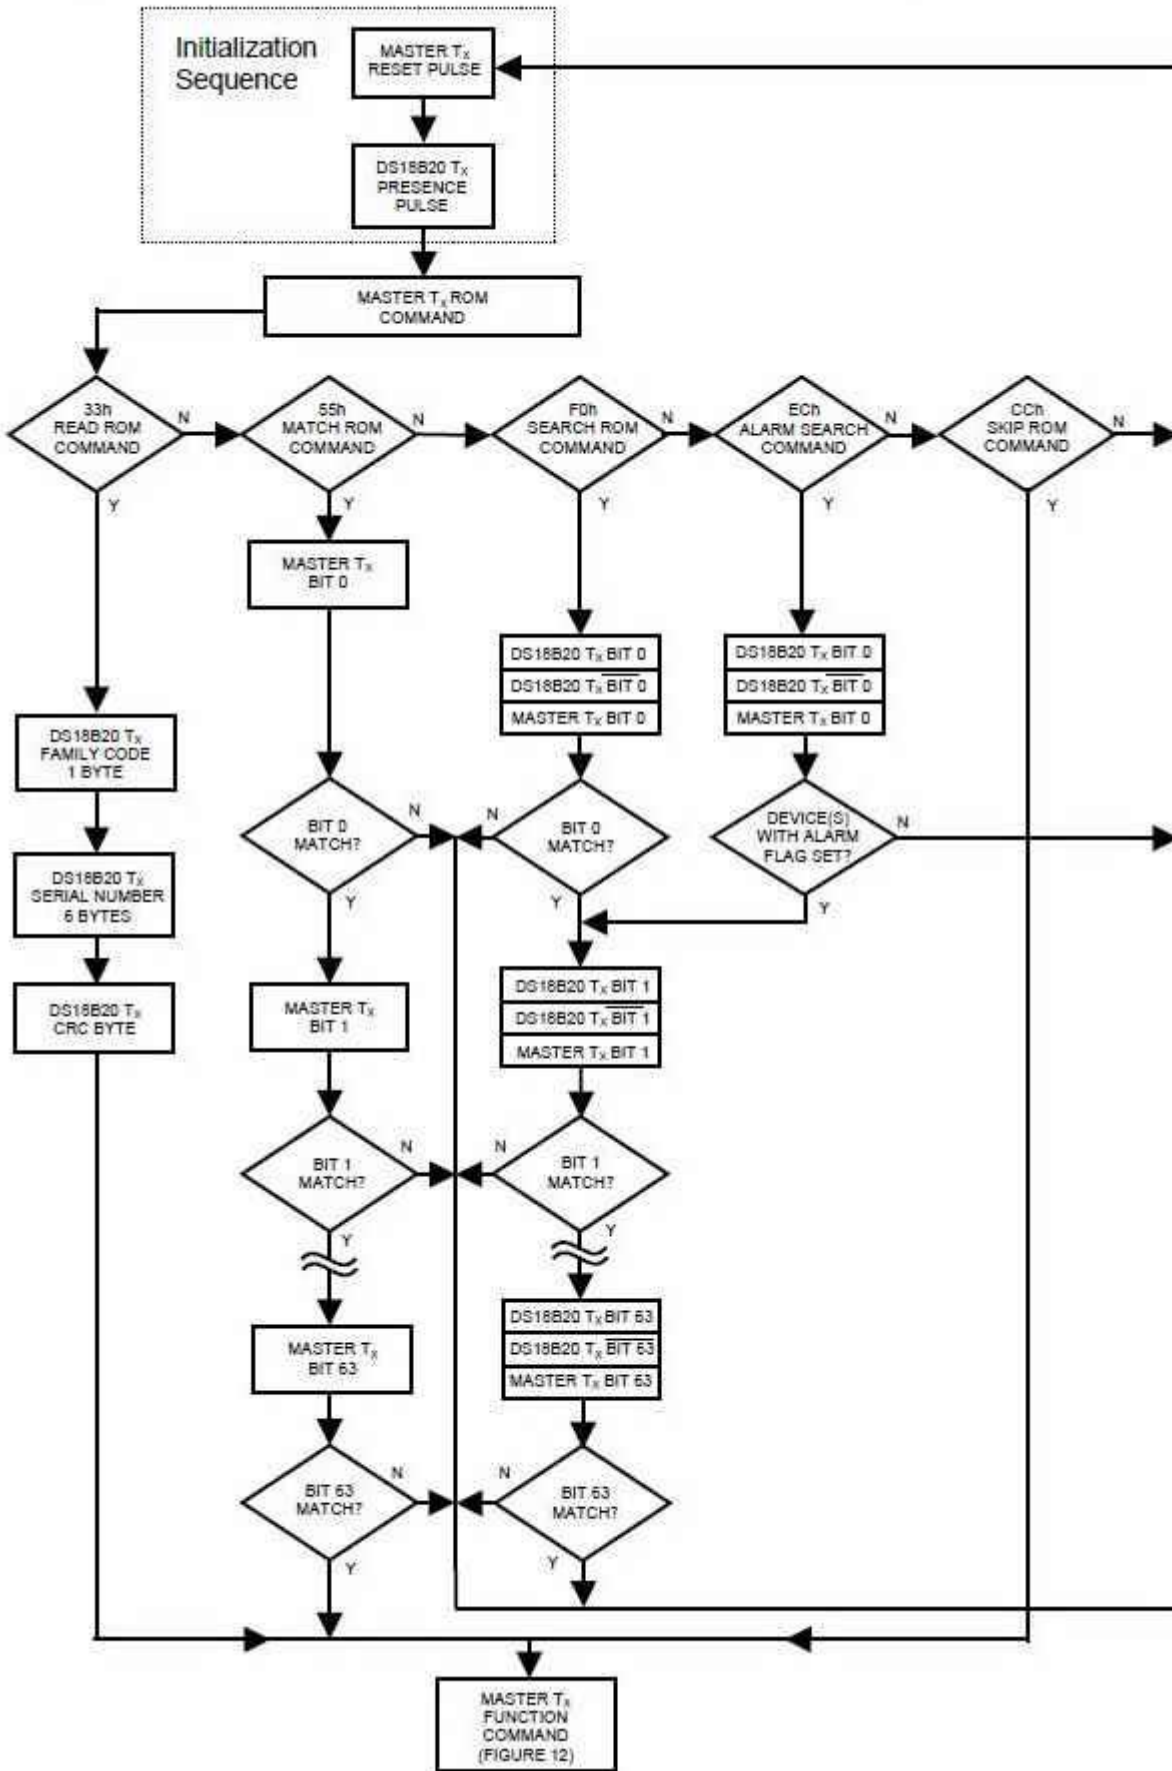 Initialization
Sequence
MASTER Tx
RESET PULSE
DS18B20 Tx
PRESENCE
PULSE
MASTER Tx ROM
COMMAND
33h
READ ROM
COMMAND
N
Y
55h
MATCH ROM
COMMAND
N
Y
F0h
SEARCH ROM
COMMAND
N
Y
ECh
ALARM SEARCH
COMMAND
N
Y
CCh
SKIP ROM
COMMAND
N
Y
MASTER Tx
BIT 0
DS18B20 Tx BIT 0
DS18B20 Tx BIT 0
MASTER Tx BIT 0
DS18B20 Tx BIT 0
DS18B20 Tx BIT 0
MASTER Tx BIT 0
DS18B20 Tx
FAMILY CODE
1 BYTE
BIT 0
MATCH?
N
Y
N
BIT 0
MATCH?
Y
DEVICE(S)
WITH ALARM
FLAG SET?
N
Y
DS18B20 Tx
SERIAL NUMBER
6 BYTES
DS18B20 Tx
CRC BYTE
MASTER Tx
BIT 1
DS18B20 Tx BIT 1
DS18B20 Tx BIT 1
MASTER Tx BIT 1
BIT 1
MATCH?
N
Y
N
BIT 1
MATCH?
Y
MASTER Tx
BIT 63
DS18B20 Tx BIT 63
DS18B20 Tx BIT 63
MASTER Tx BIT 63
BIT 63
MATCH?
N
Y
N
BIT 63
MATCH?
Y
MASTER Tx
FUNCTION
COMMAND
(FIGURE 12)